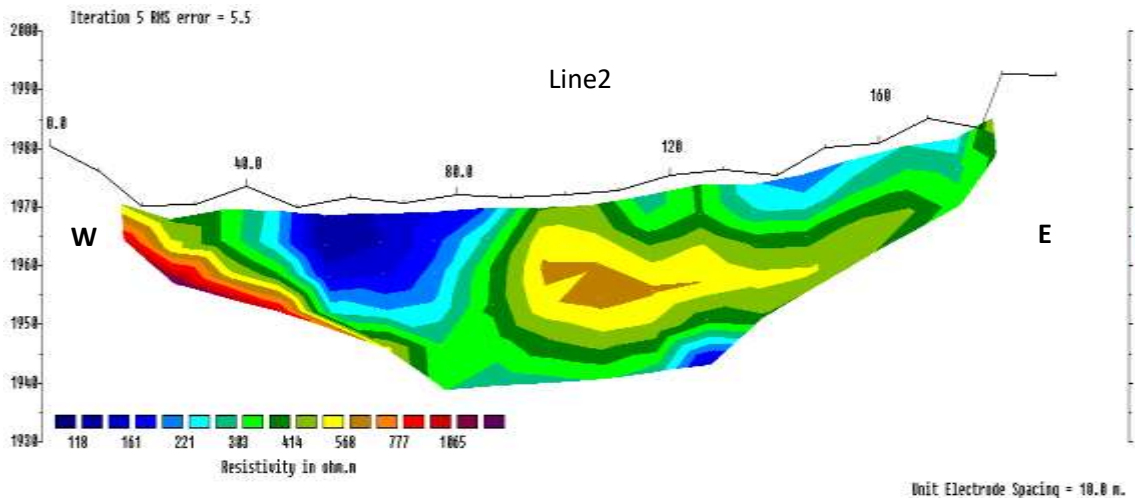 Iteration 5 RMS error = 5.5
2000
Line2
1990
160
0.0
1980
120
40.0
80.0
1970
W
E
1960
1950
1940
118 161 221 303 414 568 777 1065
1930
Resistivity in ohm.m
Unit Electrode Spacing = 10.0 m.